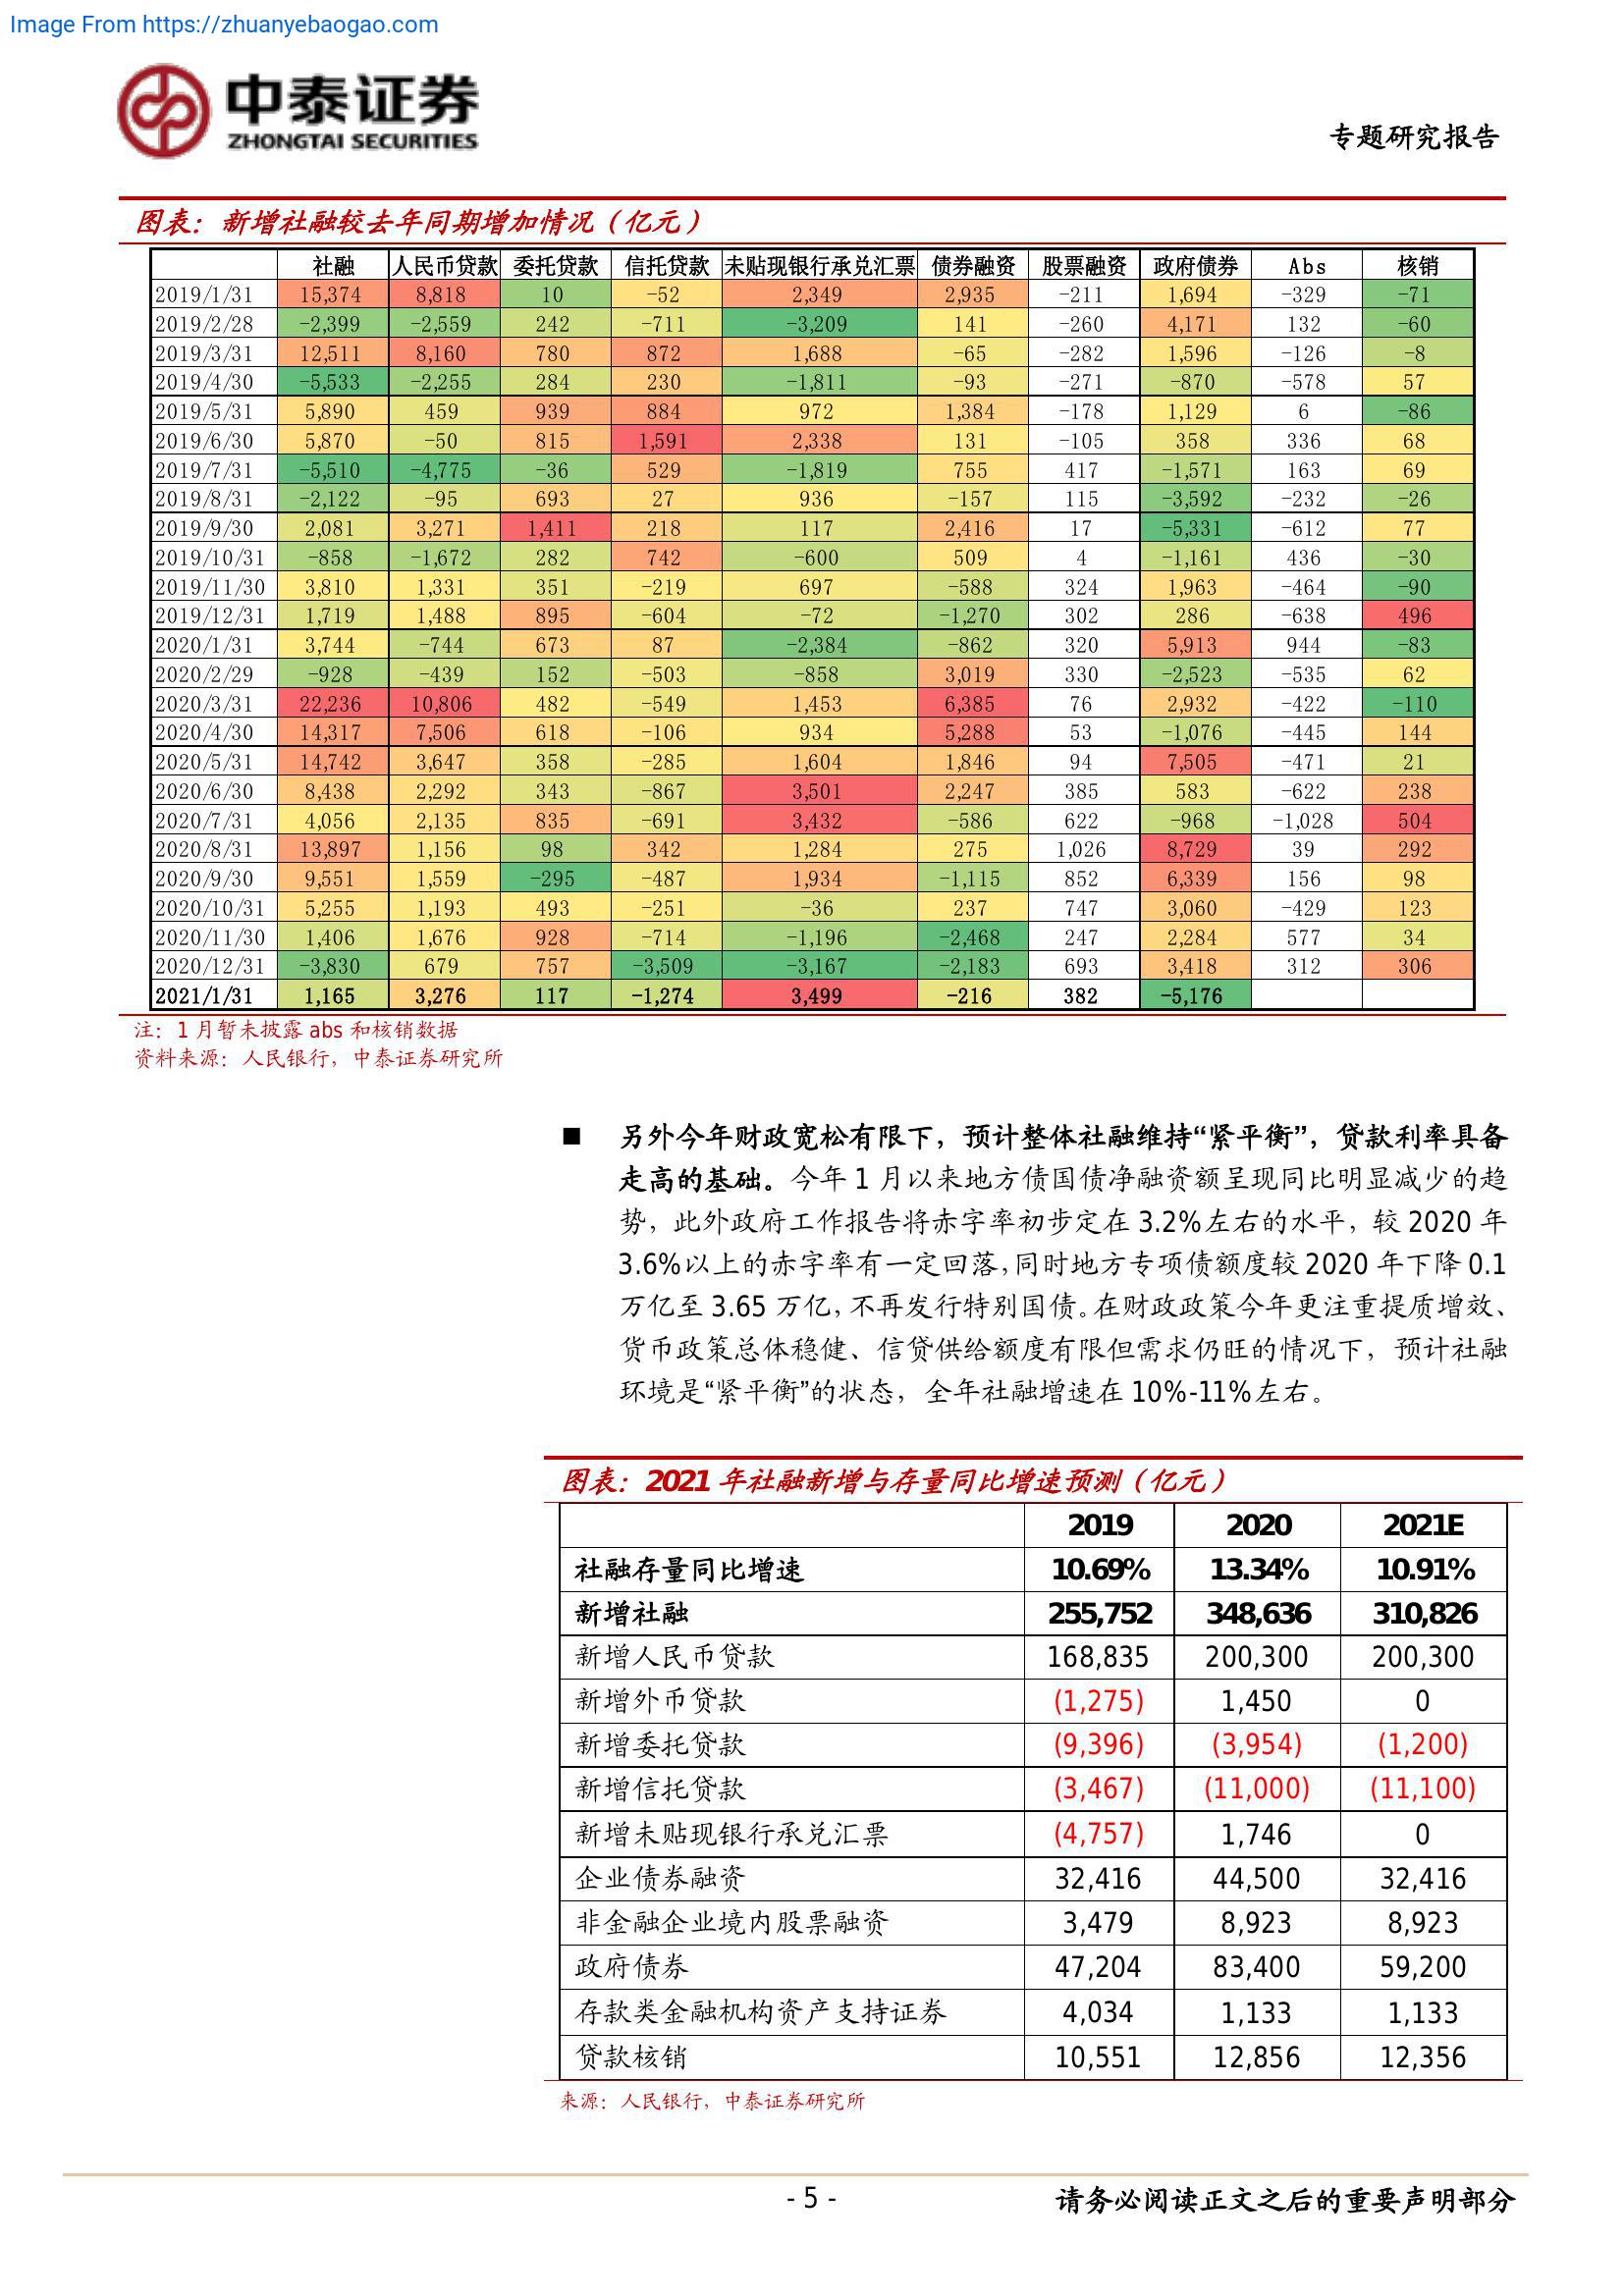 Image From https://zhuanyebaogao.com
中泰证券
ZHONGTAI SECURITIES
专题研究报告
图表：新增社融较去年同期增加情况（亿元）
社融 人民币贷款 委托贷款 信托贷款 未贴现银行承兑汇票 债券融资 股票融资 政府债券 Abs 核销
2019/1/31 15,374 8,818 10 -52 2,349 2,935 -211 1,694 -329 -71
2019/2/28 -2,399 -2,559 242 -711 -3,209 141 -260 4,171 132 -60
2019/3/31 12,511 8,160 780 872 1,688 -65 -282 1,596 -126 -8
2019/4/30 -5,533 -2,255 284 230 -1,811 -93 -271 -870 -578 57
2019/5/31 5,890 459 939 884 972 1,384 -178 1,129 6 -86
2019/6/30 5,870 -50 815 1,591 2,338 131 -105 358 336 68
2019/7/31 -5,510 -4,775 -36 529 -1,819 755 417 -1,571 163 69
2019/8/31 -2,122 -95 693 27 936 -157 115 -3,592 -232 -26
2019/9/30 2,081 3,271 1,411 218 117 2,416 17 -5,331 -612 77
2019/10/31 -858 -1,672 282 742 -600 509 4 -1,161 436 -30
2019/11/30 3,810 1,331 351 -219 697 -588 324 1,963 -464 -90
2019/12/31 1,719 1,488 895 -604 -72 -1,270 302 286 -638 496
2020/1/31 3,744 -744 673 87 -2,384 -862 320 5,913 944 -83
2020/2/29 -928 -439 152 -503 -858 3,019 330 -2,523 -535 62
2020/3/31 22,236 10,806 482 -549 1,453 6,385 76 2,932 -422 -110
2020/4/30 14,317 7,506 618 -106 934 5,288 53 -1,076 -445 144
2020/5/31 14,742 3,647 358 -285 1,604 1,846 94 7,505 -471 21
2020/6/30 8,438 2,292 343 -867 3,501 2,247 385 583 -622 238
2020/7/31 4,056 2,135 835 -691 3,432 -586 622 -968 -1,028 504
2020/8/31 13,897 1,156 98 342 1,284 275 1,026 8,729 39 292
2020/9/30 9,551 1,559 -295 -487 1,934 -1,115 852 6,339 156 98
2020/10/31 5,255 1,193 493 -251 -36 237 747 3,060 -429 123
2020/11/30 1,406 1,676 928 -714 -1,196 -2,468 247 2,284 577 34
2020/12/31 -3,830 679 757 -3,509 -3,167 -2,183 693 3,418 312 306
2021/1/31 1,165 3,276 117 -1,274 3,499 -216 382 -5,176
注：1 月暂未披露 abs 和核销数据
资料来源：人民银行，中泰证券研究所
■ 另外今年财政宽松有限下，预计整体社融维持“紧平衡”，贷款利率具备
走高的基础。今年 1 月以来地方债国债净融资额呈现同比明显减少的趋
势，此外政府工作报告将赤字率初步定在 3.2%左右的水平，较 2020 年
3.6%以上的赤字率有一定回落，同时地方专项债额度较 2020 年下降 0.1
万亿至 3.65 万亿，不再发行特别国债。在财政政策今年更注重提质增效、
货币政策总体稳健、信贷供给额度有限但需求仍旺的情况下，预计社融
环境是“紧平衡”的状态，全年社融增速在 10%-11%左右。
图表：2021 年社融新增与存量同比增速预测（亿元）
2019 2020 2021E
社融存量同比增速 10.69% 13.34% 10.91%
新增社融 255,752 348,636 310,826
新增人民币贷款 168,835 200,300 200,300
新增外币贷款 (1,275) 1,450 0
新增委托贷款 (9,396) (3,954) (1,200)
新增信托贷款 (3,467) (11,000) (11,100)
新增未贴现银行承兑汇票 (4,757) 1,746 0
企业债券融资 32,416 44,500 32,416
非金融企业境内股票融资 3,479 8,923 8,923
政府债券 47,204 83,400 59,200
存款类金融机构资产支持证券 4,034 1,133 1,133
贷款核销 10,551 12,856 12,356
来源：人民银行，中泰证券研究所
- 5 -
请务必阅读正文之后的重要声明部分